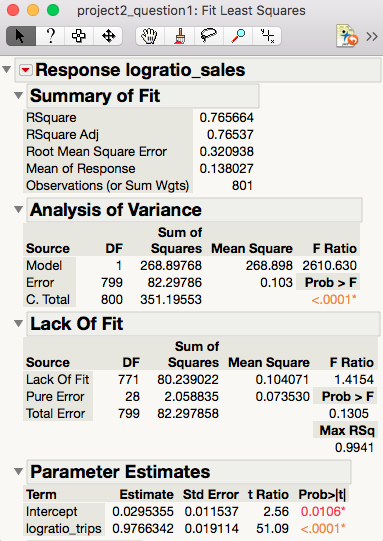 project2_question1: Fit Least Squares
Response logratio_sales
Summary of Fit
RSquare 0.765664
RSquare Adj 0.76537
Root Mean Square Error 0.320938
Mean of Response 0.138027
Observations (or Sum Wgts) 801
Analysis of Variance
Sum of
Source DF Squares Mean Square F Ratio
Model 1 268.89768 268.898 2610.630
Error 799 82.29786 0.103 Prob > F
C. Total 800 351.19553 <.0001*
Lack Of Fit
Sum of
Source DF Squares Mean Square F Ratio
Lack Of Fit 771 80.239022 0.104071 1.4154
Pure Error 28 2.058835 0.073530 Prob > F
Total Error 799 82.297858 0.1305
Max RSq
0.9941
Parameter Estimates
Term Estimate Std Error t Ratio Prob>|t|
Intercept 0.0295355 0.011537 2.56 0.0106*
logratio_trips 0.9766342 0.019114 51.09 <.0001*